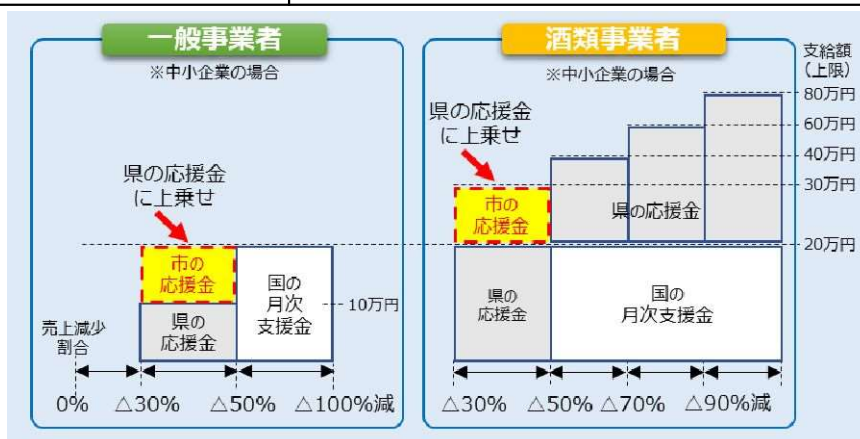 一般事業者
※中小企業の場合
県の応援金
に上乗せ
市の
応援金
県の
応援金
国の
月次
支援金
10万円
売上減少
割合
0% △30% △50% △100%減
酒類事業者
※中小企業の場合
県の応援金
に上乗せ
市の
応援金
県の応援金
県の
応援金
国の
月次支援金
△30% △50% △70% △90%減
支給額
(上限)
80万円
60万円
40万円
30万円
20万円